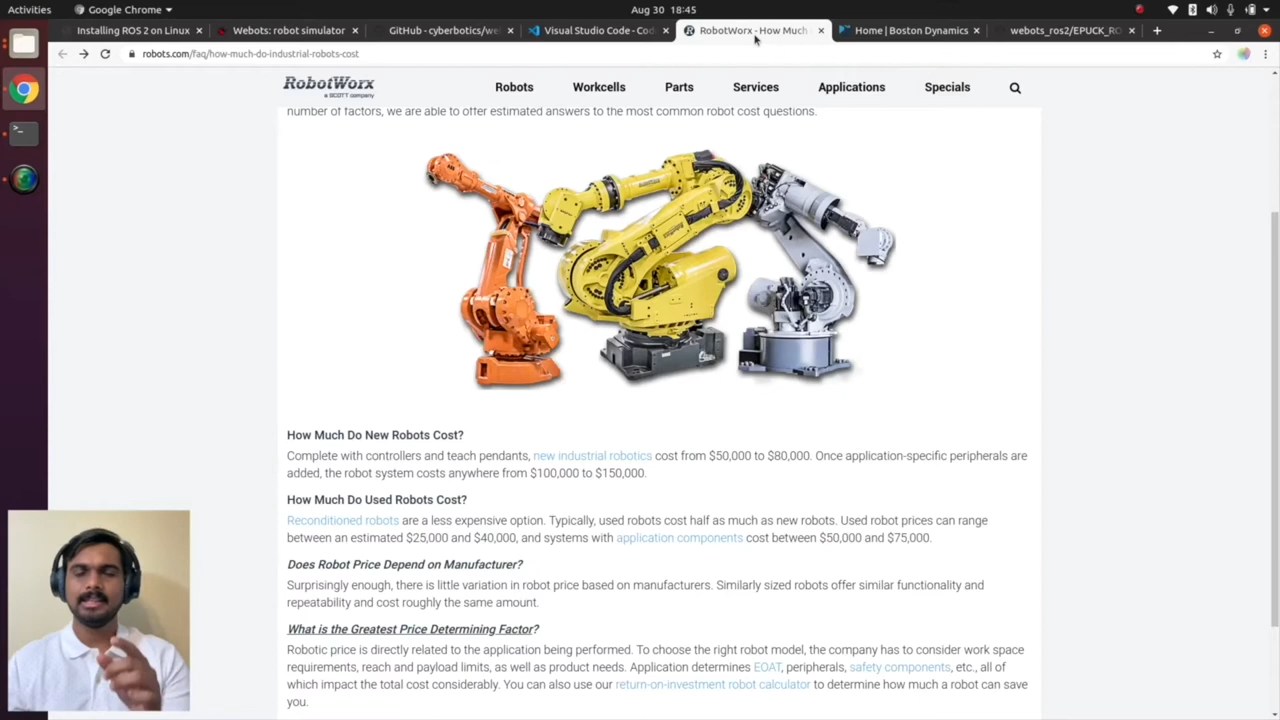 Activities
Google Chrome
Aug 30 18:45
Installing ROS 2 on Linux
Webots: robot simulator
GitHub - cyberbotics/we
Visual Studio Code - Cod
RobotWorx - How Much
Home | Boston Dynamics
webots_ros2/EPUCK_RO
robots.com/faq/how-much-do-industrial-robots-cost
RobotWorx
a SCOTT company
Robots
Workcells
Parts
Services
Applications
Specials
number of factors, we are able to offer estimated answers to the most common robot cost questions.
How Much Do New Robots Cost?
Complete with controllers and teach pendants, new industrial robotics cost from $50,000 to $80,000. Once application-specific peripherals are
added, the robot system costs anywhere from $100,000 to $150,000.
How Much Do Used Robots Cost?
Reconditioned robots are a less expensive option. Typically, used robots cost half as much as new robots. Used robot prices can range
between an estimated $25,000 and $40,000, and systems with application components cost between $50,000 and $75,000.
Does Robot Price Depend on Manufacturer?
Surprisingly enough, there is little variation in robot price based on manufacturers. Similarly sized robots offer similar functionality and
repeatability and cost roughly the same amount.
What is the Greatest Price Determining Factor?
Robotic price is directly related to the application being performed. To choose the right robot model, the company has to consider work space
requirements, reach and payload limits, as well as product needs. Application determines EOAT, peripherals, safety components, etc., all of
which impact the total cost considerably. You can also use our return-on-investment robot calculator to determine how much a robot can save
you.